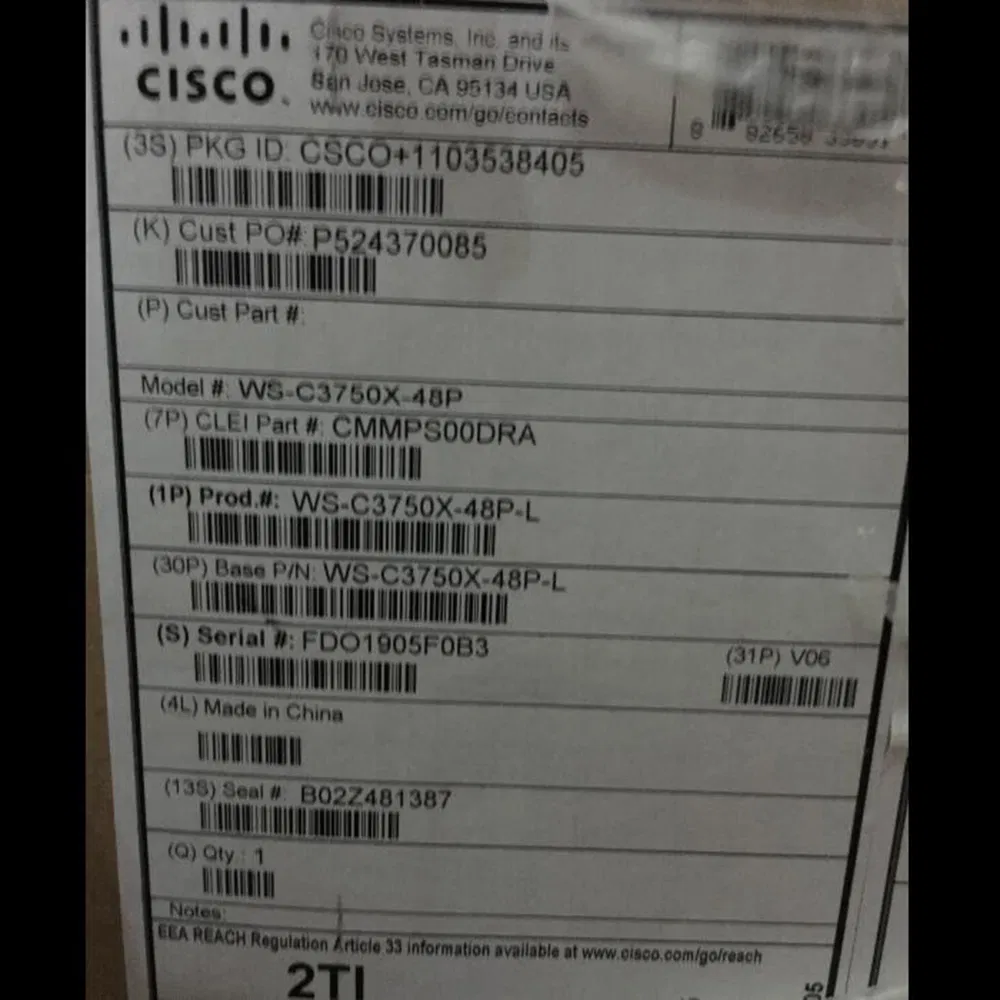 CISCO
Cisco Systems, Inc. and its
170 West Tasman Drive
San Jose, CA 95134 USA
www.cisco.com/go/contacts
8
(3S) PKG ID: CSCO+1103538405
(K) Cust PO#: P524370085
(P) Cust Part #:
Model #: WS-C3750X-48P
(7P) CLEI Part #: CMMPS00DRA
(1P) Prod.#: WS-C3750X-48P-L
(30P) Base P/N: WS-C3750X-48P-L
(S) Serial #: FDO1905F0B3
(31P) V06
(4L) Made in China
(13S) Seal #: B02Z481387
(Q) Qty.: 1
Notes:
EEA REACH Regulation Article 33 information available at www.cisco.com/go/reach
2TI
05